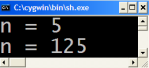 C:\cygwin\bin\sh.exe
n = 5
n = 125